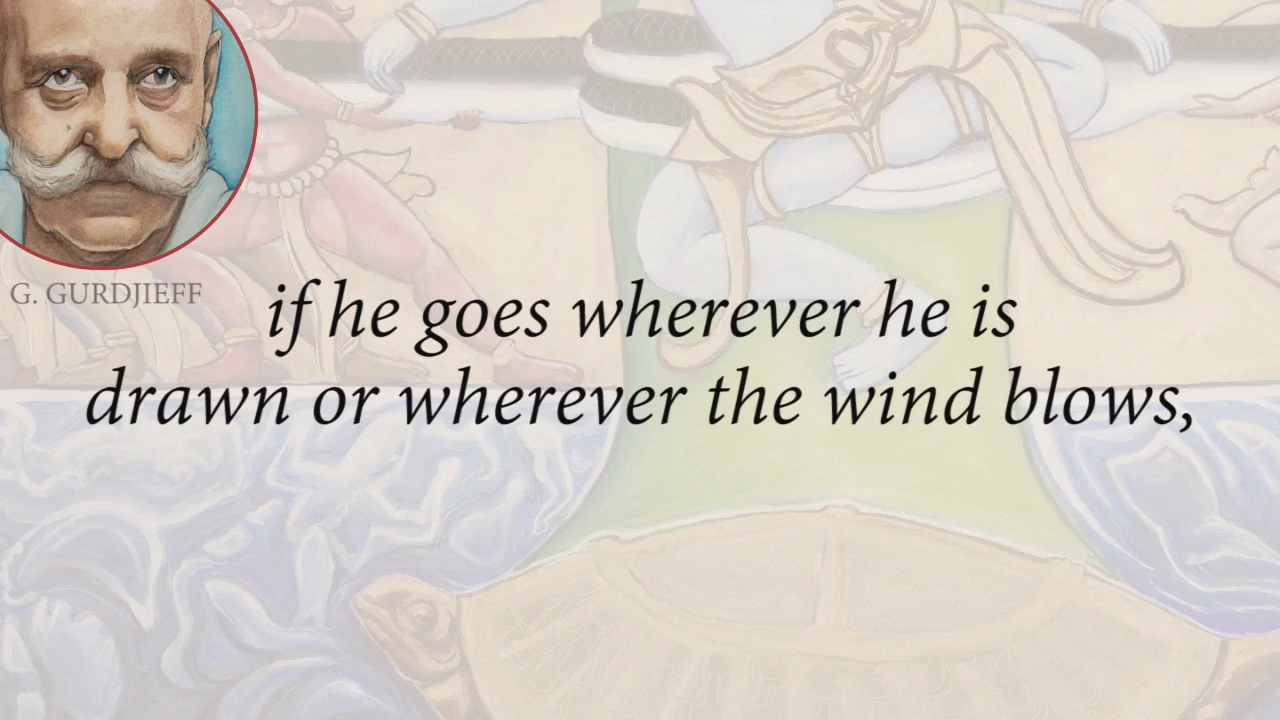 G. GURDJIEFF
if he goes wherever he is
drawn or wherever the wind blows,